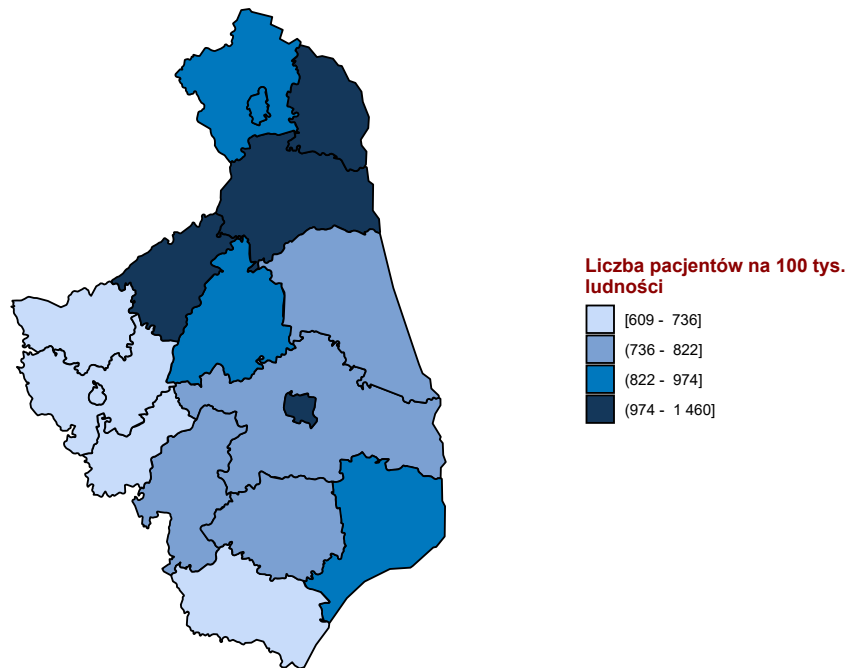 Liczba pacjentów na 100 tys.
ludności
[609 - 736]
(736 - 822]
(822 - 974]
(974 - 1 460]